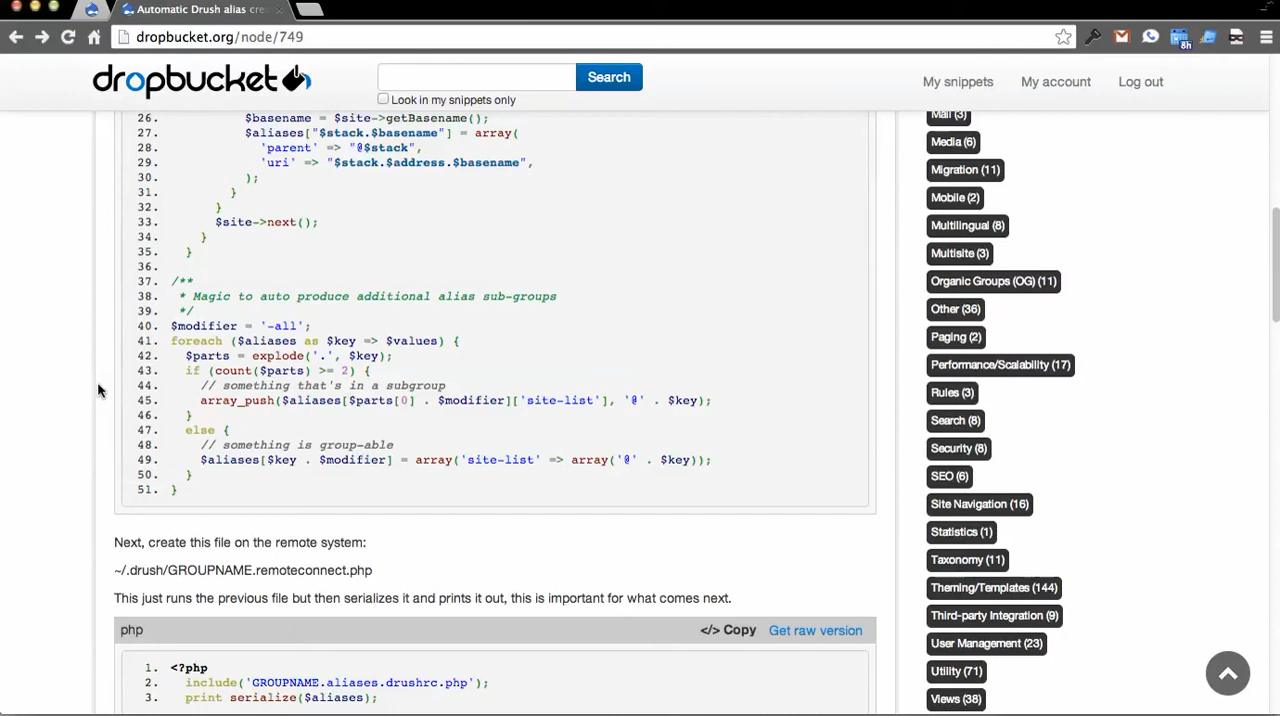 Automatic Drush alias cre
dropbucket.org/node/749
8h
dropbucket
Search
Look in my snippets only
My snippets
My account
Log out
26. $basename = $site->getBasename();
27. $aliases["$stack.$basename"] = array(
28. 'parent' => "@$stack",
29. 'uri' => "$stack.$address.$basename",
30. );
31. }
32. }
33. $site->next();
34. }
35. }
36.
37. /**
38. * Magic to auto produce additional alias sub-groups
39. */
40. $modifier = '-all';
41. foreach ($aliases as $key => $values) {
42. $parts = explode('.', $key);
43. if (count($parts) >= 2) {
44. // something that's in a subgroup
45. array_push($aliases[$parts[0] . $modifier]['site-list'], '@' . $key);
46. }
47. else {
48. // something is group-able
49. $aliases[$key . $modifier] = array('site-list' => array('@' . $key));
50. }
51. }
Next, create this file on the remote system:
~/.drush/GROUPNAME.remoteconnect.php
This just runs the previous file but serializes it and prints it out, this is important for what comes next.
php
</> Copy
Get raw version
1. <?php
2. include('GROUPNAME.aliases.drushrc.php');
3. print serialize($aliases);
Mail (3)
Media (6)
Migration (11)
Mobile (2)
Multilingual (8)
Multisite (3)
Organic Groups (OG) (11)
Other (36)
Paging (2)
Performance/Scalability (17)
Rules (3)
Search (8)
Security (8)
SEO (6)
Site Navigation (16)
Statistics (1)
Taxonomy (11)
Theming/Templates (144)
Third-party Integration (9)
User Management (23)
Utility (71)
Views (38)